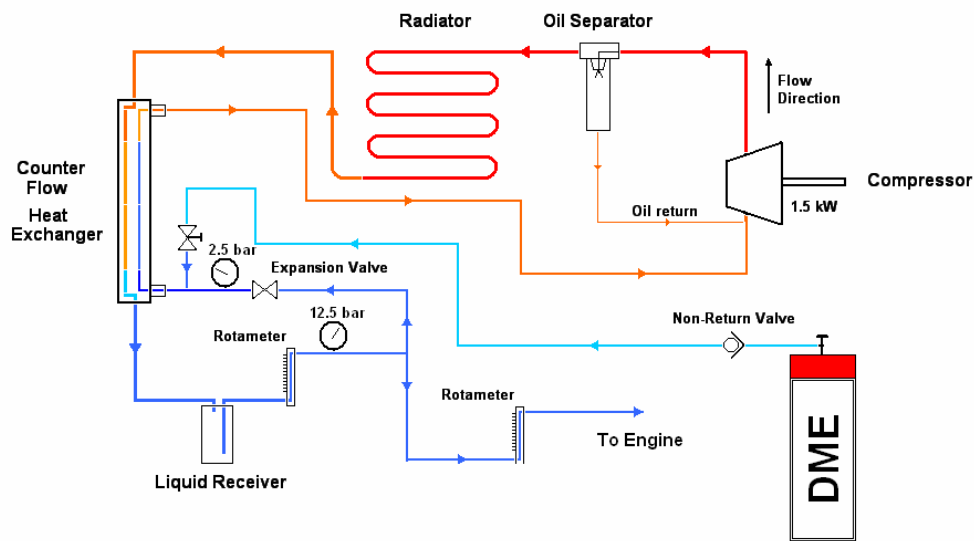 Radiator
Oil Separator
Flow
Direction
Counter
Flow
Heat
Exchanger
Compressor
1.5 kW
Oil return
2.5 bar
Expansion Valve
12.5 bar
Non-Return Valve
Rotameter
Rotameter
To Engine
Liquid Receiver
DME